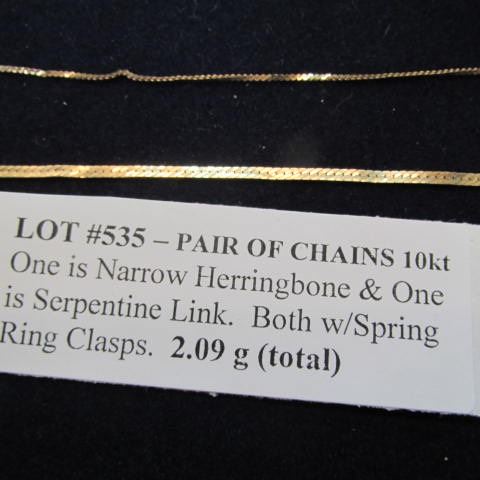 LOT #535 – PAIR OF CHAINS 10kt
One is Narrow Herringbone & One
is Serpentine Link. Both w/Spring
Ring Clasps. 2.09 g (total)